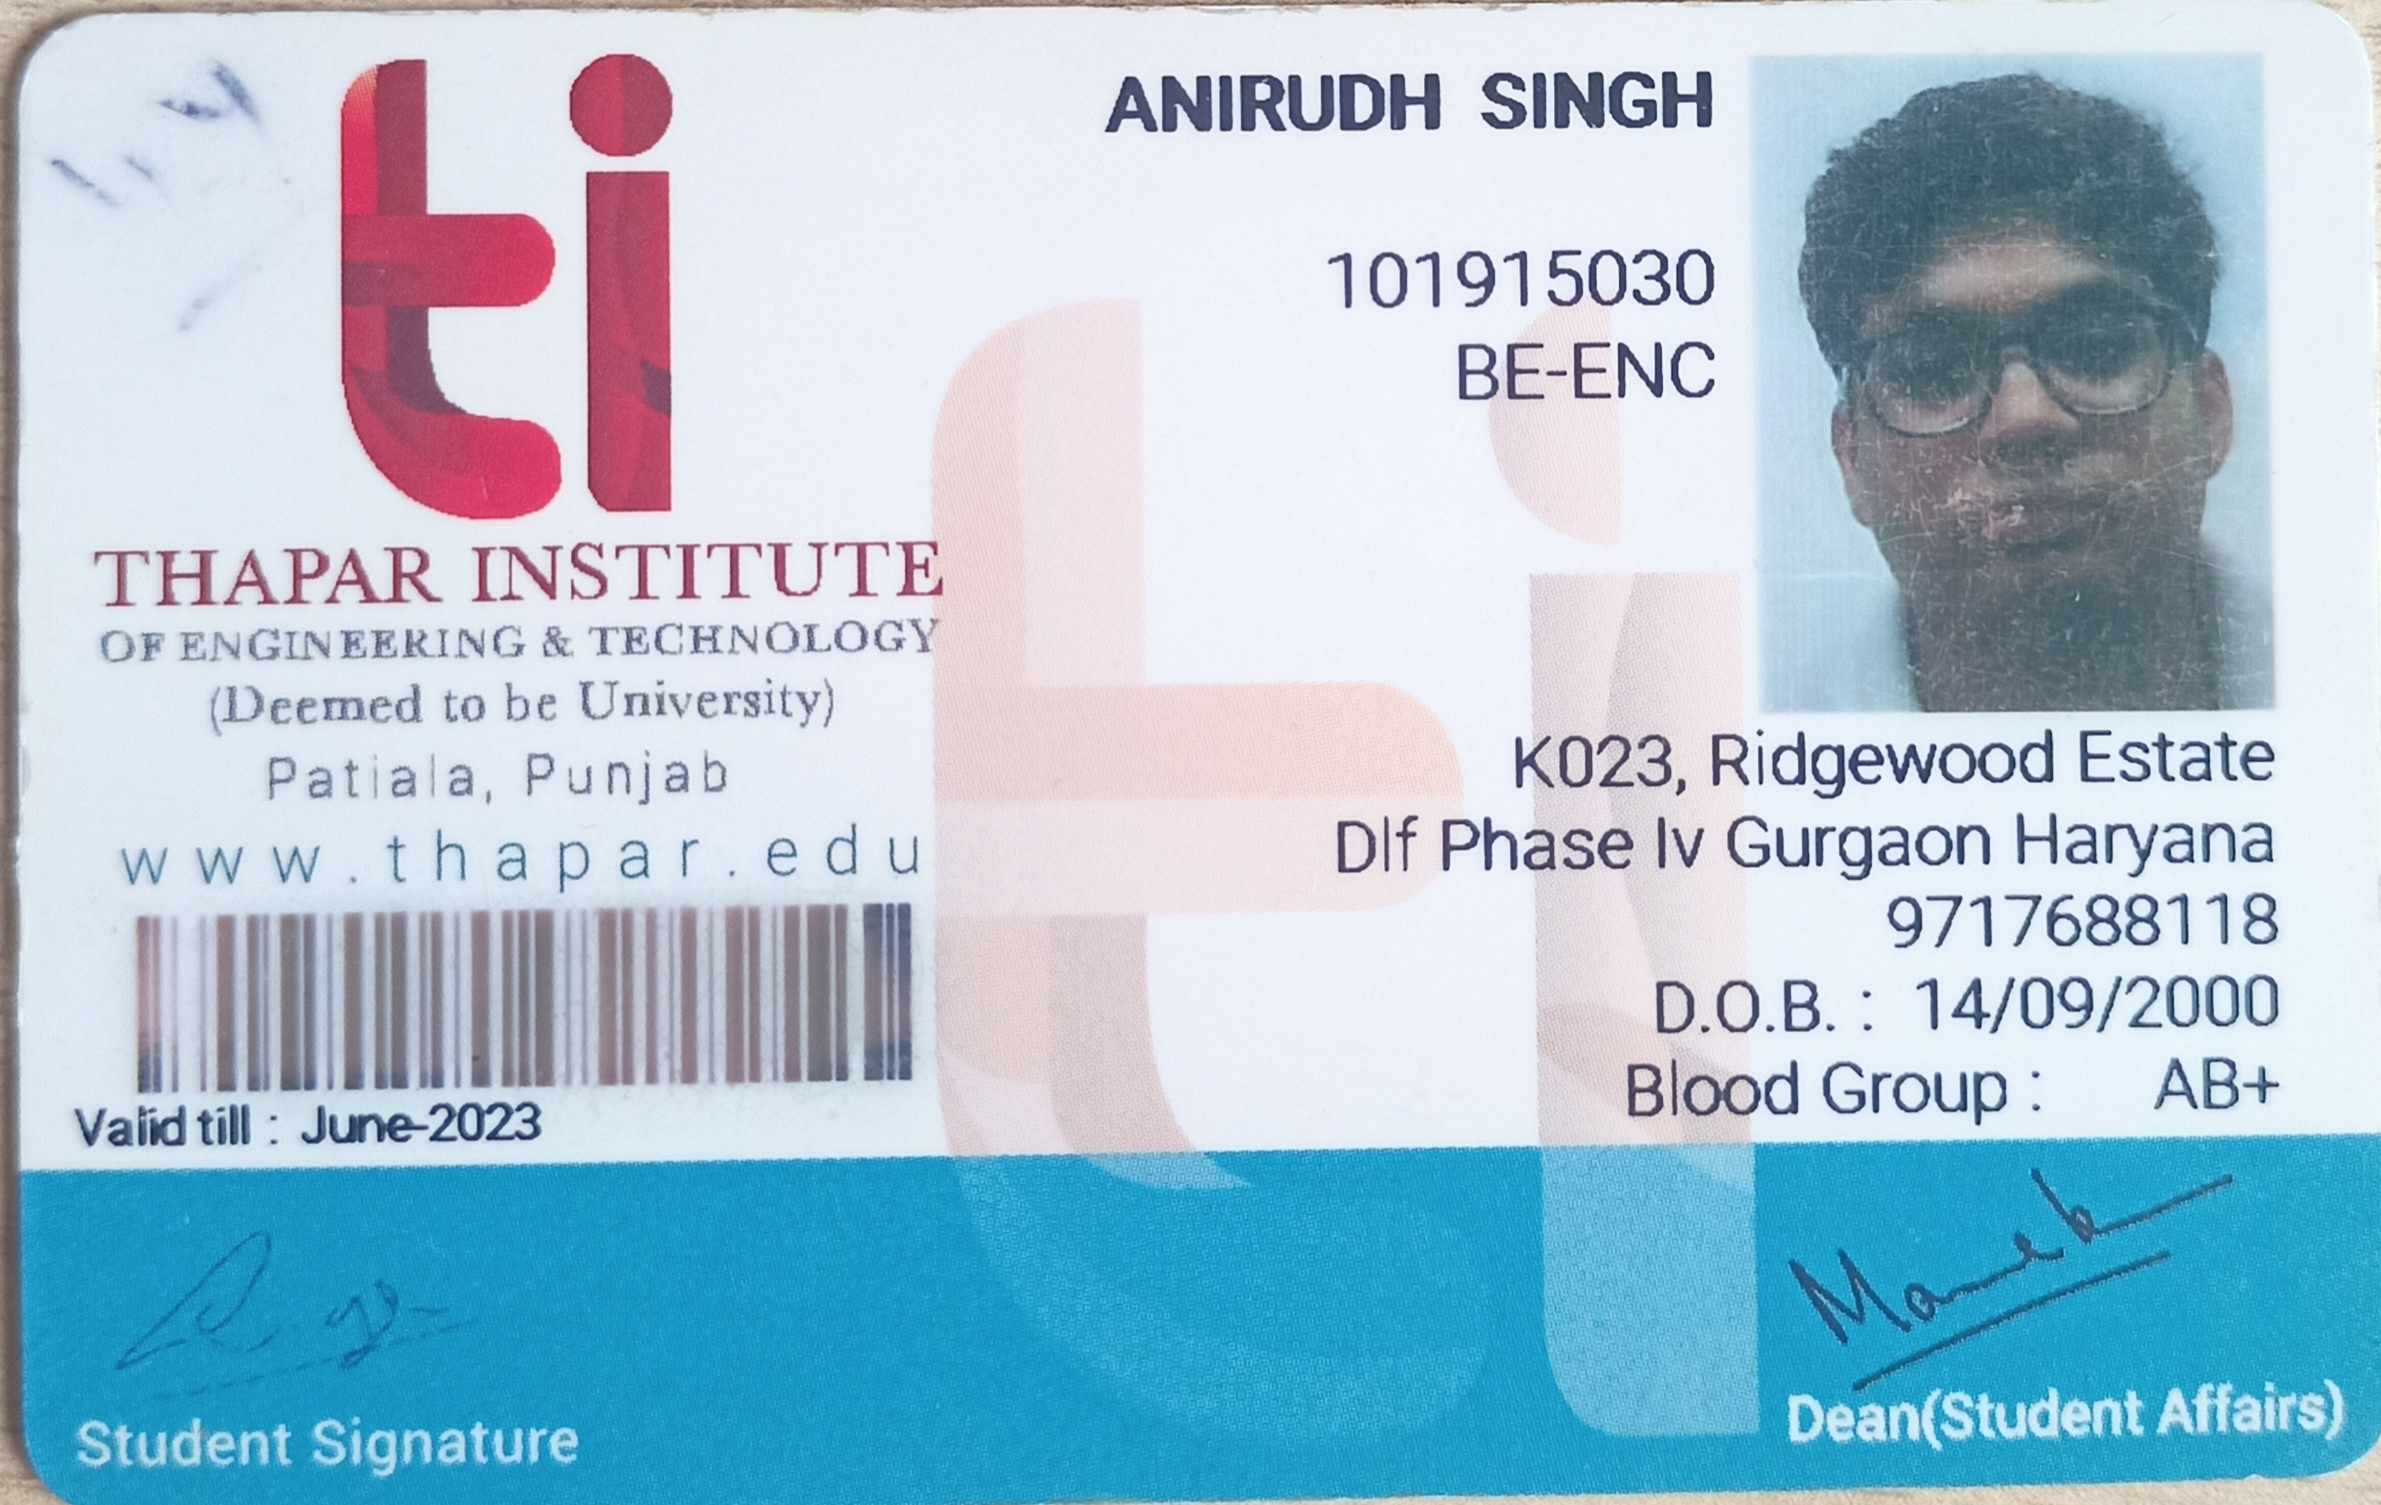 ti
THAPAR INSTITUTE
OF ENGINEERING & TECHNOLOGY
(Deemed to be University)
Patiala, Punjab
www.thapar.edu
Valid till : June-2023
Student Signature
ANIRUDH SINGH
101915030
BE-ENC
K023, Ridgewood Estate
Dlf Phase Iv Gurgaon Haryana
9717688118
D.O.B. : 14/09/2000
Blood Group : AB+
Dean(Student Affairs)